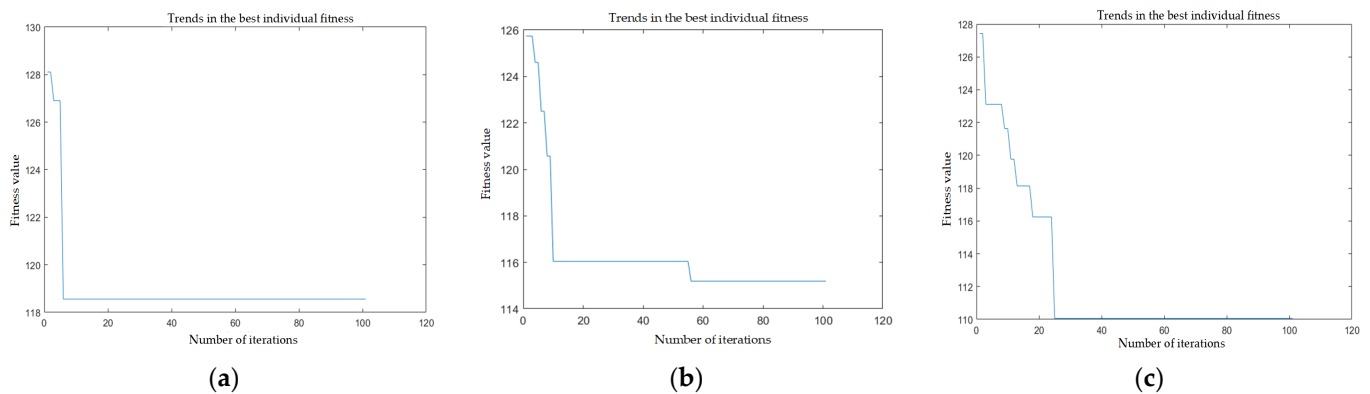 Trends in the best individual fitness
130
128
126
124
122
120
118
Fitness value
0 20 40 60 80 100 120
Number of iterations
(a)
Trends in the best individual fitness
126
124
122
120
118
116
114
Fitness value
0 20 40 60 80 100 120
Number of iterations
(b)
Trends in the best individual fitness
128
126
123
122
120
118
116
114
112
110
Fitness value
0 20 40 60 80 100 120
Number of iterations
(c)